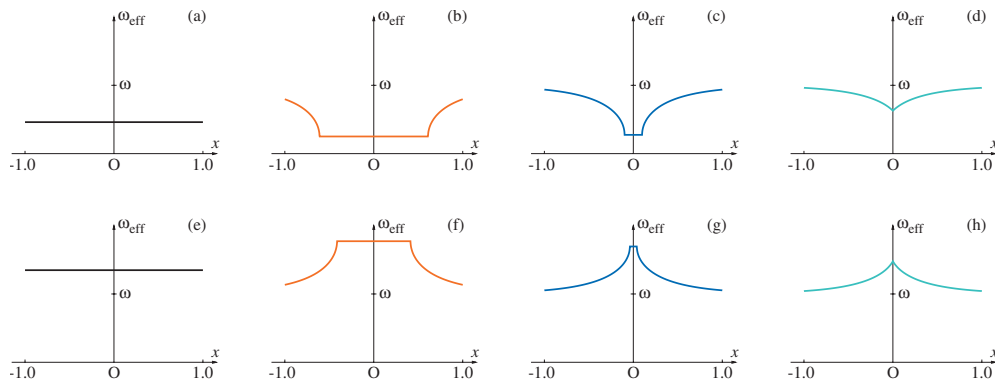 ω_eff (a)
ω
x
-1.0 O 1.0
ω_eff (b)
ω
x
-1.0 O 1.0
ω_eff (c)
ω
x
-1.0 O 1.0
ω_eff (d)
ω
x
-1.0 O 1.0
ω_eff (e)
ω
x
-1.0 O 1.0
ω_eff (f)
ω
x
-1.0 O 1.0
ω_eff (g)
ω
x
-1.0 O 1.0
ω_eff (h)
ω
x
-1.0 O 1.0